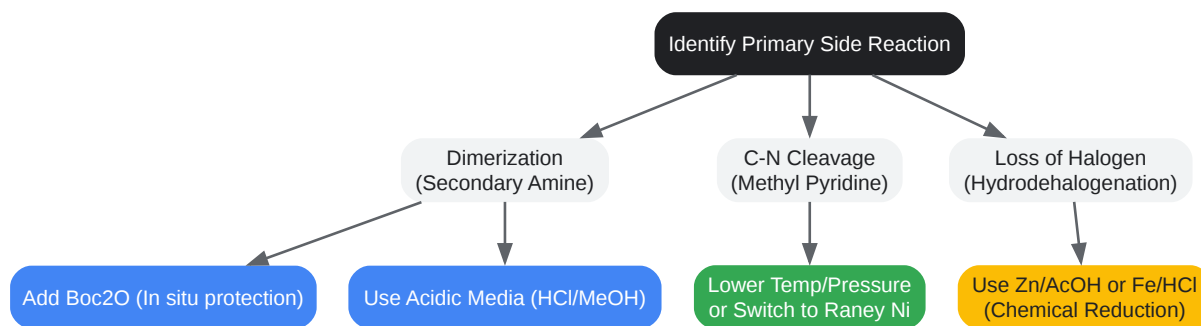 Identify Primary Side Reaction
Dimerization
(Secondary Amine)
C-N Cleavage
(Methyl Pyridine)
Loss of Halogen
(Hydrodehalogenation)
Add Boc2O (In situ protection)
Use Acidic Media (HCl/MeOH)
Lower Temp/Pressure
or Switch to Raney Ni
Use Zn/AcOH or Fe/HCl
(Chemical Reduction)